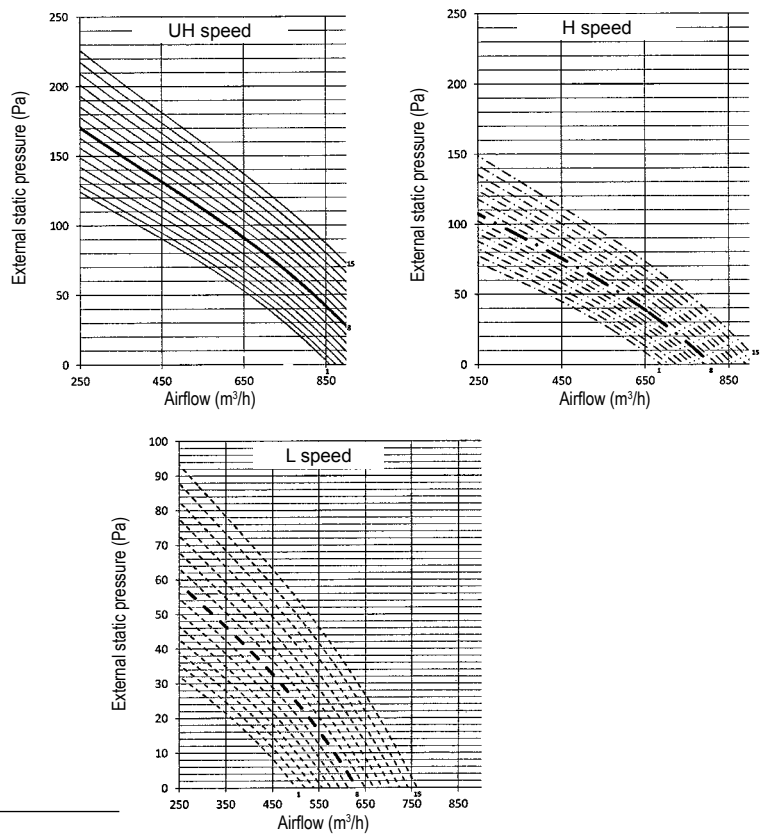 UH speed
External static pressure (Pa)
250
200
150
100
50
0
15
8
1
250 450 650 850
Airflow (m³/h)
H speed
External static pressure (Pa)
250
200
150
100
50
0
15
1 8
250 450 650 850
Airflow (m³/h)
L speed
External static pressure (Pa)
100
90
80
70
60
50
40
30
20
10
0
1 8 15
250 350 450 550 650 750 850
Airflow (m³/h)